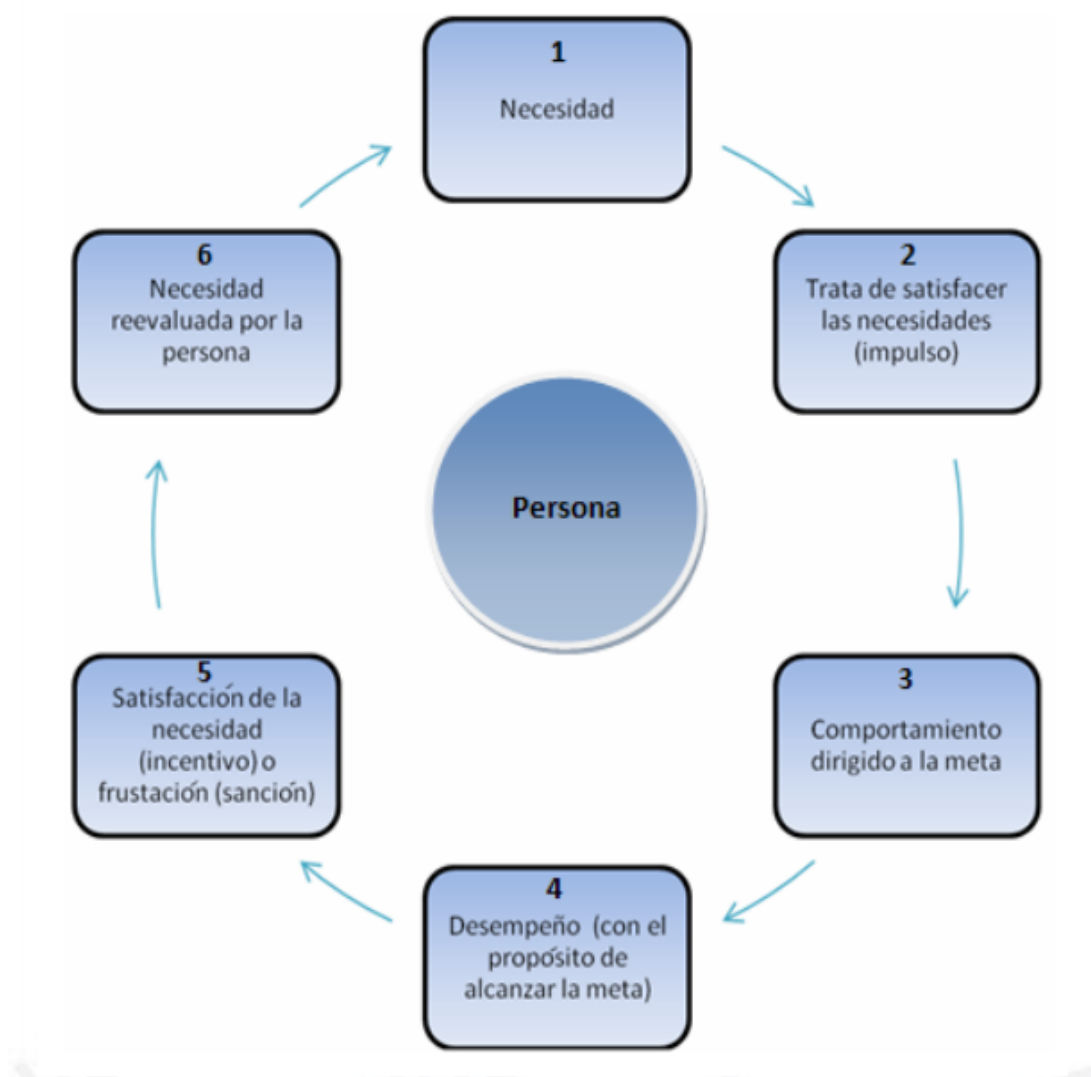 1
Necesidad
2
Trata de satisfacer
las necesidades
(impulso)
3
Comportamiento
dirigido a la meta
4
Desempeño (con el
propósito de
alcanzar la meta)
5
Satisfacción de la
necesidad
(incentivo) o
frustación (sanción)
6
Necesidad
reevaluada por la
persona
Persona